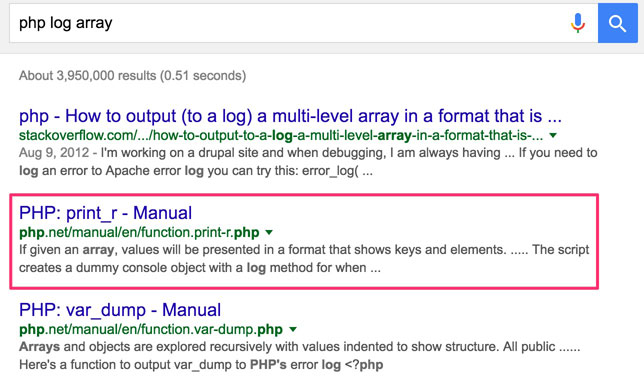 php log array
About 3,950,000 results (0.51 seconds)
php - How to output (to a log) a multi-level array in a format that is ...
stackoverflow.com/.../how-to-output-to-a-log-a-multi-level-array-in-a-format-that-is-...
Aug 9, 2012 - I'm working on a drupal site and when debugging, I am always having ... If you need to
log an error to Apache error log you can try this: error_log( ...
PHP: print_r - Manual
php.net/manual/en/function.print-r.php
If given an array, values will be presented in a format that shows keys and elements. ..... The script
creates a dummy console object with a log method for when ...
PHP: var_dump - Manual
php.net/manual/en/function.var-dump.php
Arrays and objects are explored recursively with values indented to show structure. All public ......
Here's a function to output var_dump to PHP's error log <?php